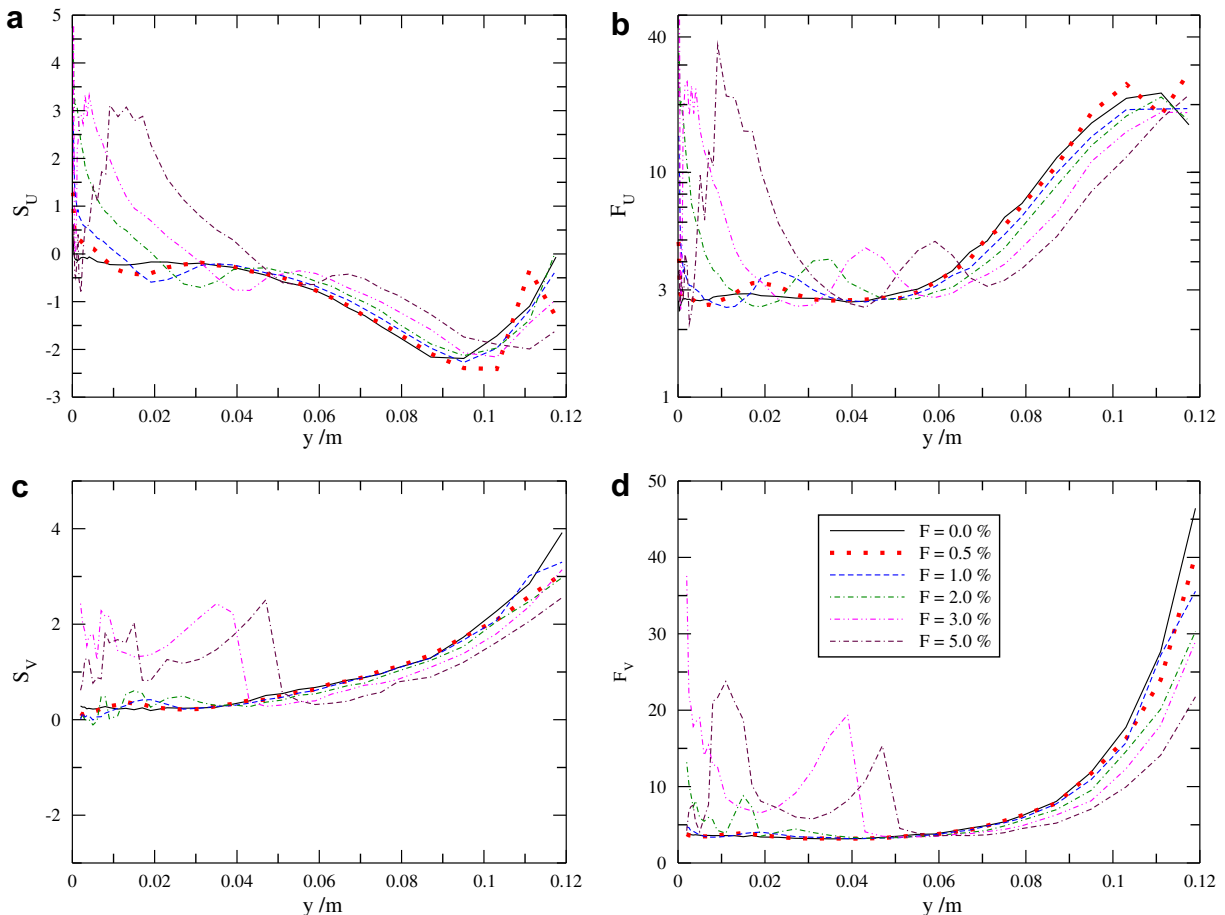 a
5
4
3
2
1
0
-1
-2
-3
S_U
0 0.02 0.04 0.06 0.08 0.1 0.12
y /m
b
40
10
3
1
F_U
0 0.02 0.04 0.06 0.08 0.1 0.12
y /m
c
4
2
0
-2
S_V
0 0.02 0.04 0.06 0.08 0.1 0.12
y /m
d
50
40
30
20
10
0
F_V
F = 0.0 %
F = 0.5 %
F = 1.0 %
F = 2.0 %
F = 3.0 %
F = 5.0 %
0 0.02 0.04 0.06 0.08 0.1 0.12
y /m